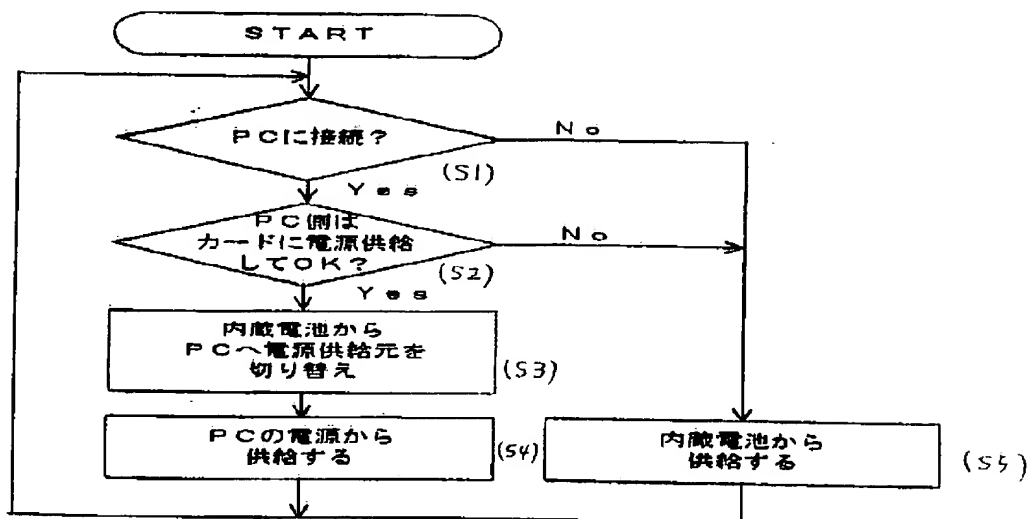 START
PCに接続?
No
(S1)
Yes
PC側は
カードに電源供給
してOK?
No
(S2)
Yes
内蔵電池から
PCへ電源供給元を
切り替え
(S3)
PCの電源から
供給する
(S4)
内蔵電池から
供給する
(S5)